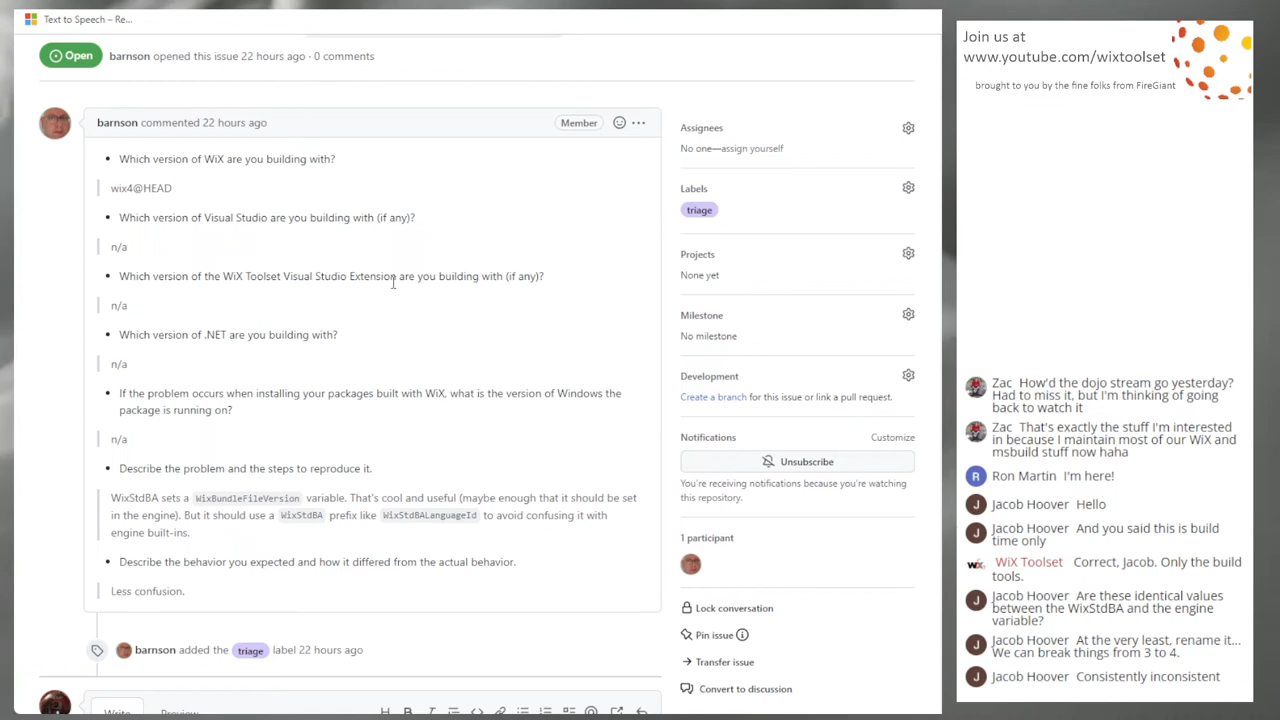 Text to Speech – Re...
Open
barnson opened this issue 22 hours ago · 0 comments
barnson commented 22 hours ago
Member
• Which version of WiX are you building with?
wix4@HEAD
• Which version of Visual Studio are you building with (if any)?
n/a
• Which version of the WiX Toolset Visual Studio Extension are you building with (if any)?
n/a
• Which version of .NET are you building with?
n/a
• If the problem occurs when installing your packages built with WiX, what is the version of Windows the
package is running on?
n/a
• Describe the problem and the steps to reproduce it.
WixStdBA sets a WixBundleFileVersion variable. That's cool and useful (maybe enough that it should be set
in the engine). But it should use a WixStdBA prefix like WixStdBALanguageId to avoid confusing it with
engine built-ins.
• Describe the behavior you expected and how it differed from the actual behavior.
Less confusion.
barnson added the triage label 22 hours ago
Write
Preview
Assignees
No one—assign yourself
Labels
triage
Projects
None yet
Milestone
No milestone
Development
Create a branch for this issue or link a pull request.
Notifications
Customize
Unsubscribe
You're receiving notifications because you're watching
this repository.
1 participant
Lock conversation
Pin issue
Transfer issue
Convert to discussion
Join us at
www.youtube.com/wixtoolset
brought to you by the fine folks from FireGiant
Zac How'd the dojo stream go yesterday?
Had to miss it, but I'm thinking of going
back to watch it
Zac That's exactly the stuff I'm interested
in because I maintain most of our WiX and
msbuild stuff now haha
R
Ron Martin I'm here!
J
Jacob Hoover Hello
J
Jacob Hoover And you said this is build
time only
WiX
WiX Toolset Correct, Jacob. Only the build
tools.
J
Jacob Hoover Are these identical values
between the WixStdBA and the engine
variable?
J
Jacob Hoover At the very least, rename it...
We can break things from 3 to 4.
J
Jacob Hoover Consistently inconsistent